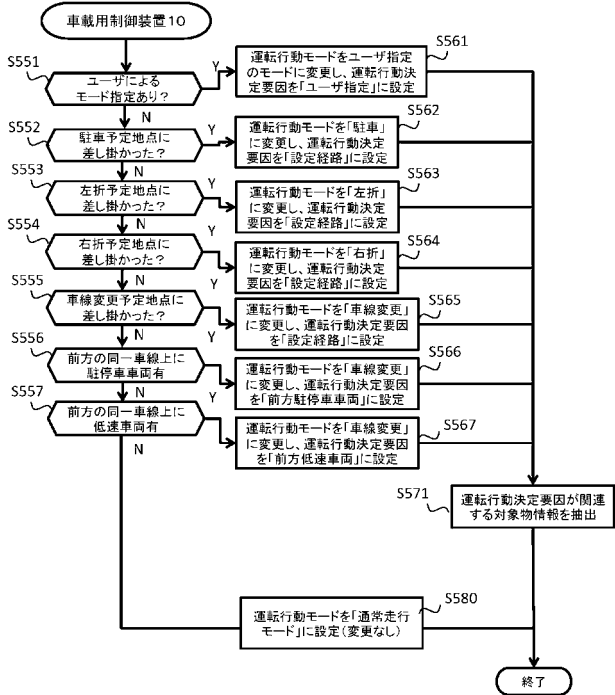 車載用制御装置10
S551
ユーザによる
モード指定あり?
Y
S561
運転行動モードをユーザ指定
のモードに変更し、運転行動決
定要因を「ユーザ指定」に設定
N
S552
駐車予定地点に
差し掛かった?
Y
S562
運転行動モードを「駐車」
に変更し、運転行動決定
要因を「設定経路」に設定
N
S553
左折予定地点に
差し掛かった?
Y
S563
運転行動モードを「左折」
に変更し、運転行動決定
要因を「設定経路」に設定
N
S554
右折予定地点に
差し掛かった?
Y
S564
運転行動モードを「右折」
に変更し、運転行動決定
要因を「設定経路」に設定
N
S555
車線変更予定地点に
差し掛かった?
Y
S565
運転行動モードを「車線変更」
に変更し、運転行動決定要因
を「設定経路」に設定
N
S556
前方の同一車線上に
駐停車車両有
Y
S566
運転行動モードを「車線変更」
に変更し、運転行動決定要因
を「前方駐停車車両」に設定
N
S557
前方の同一車線上に
低速車両有
Y
S567
運転行動モードを「車線変更」
に変更し、運転行動決定要因
を「前方低速車両」に設定
N
S571
運転行動決定要因が関連
する対象物情報を抽出
S580
運転行動モードを「通常走行
モード」に設定(変更なし)
終了